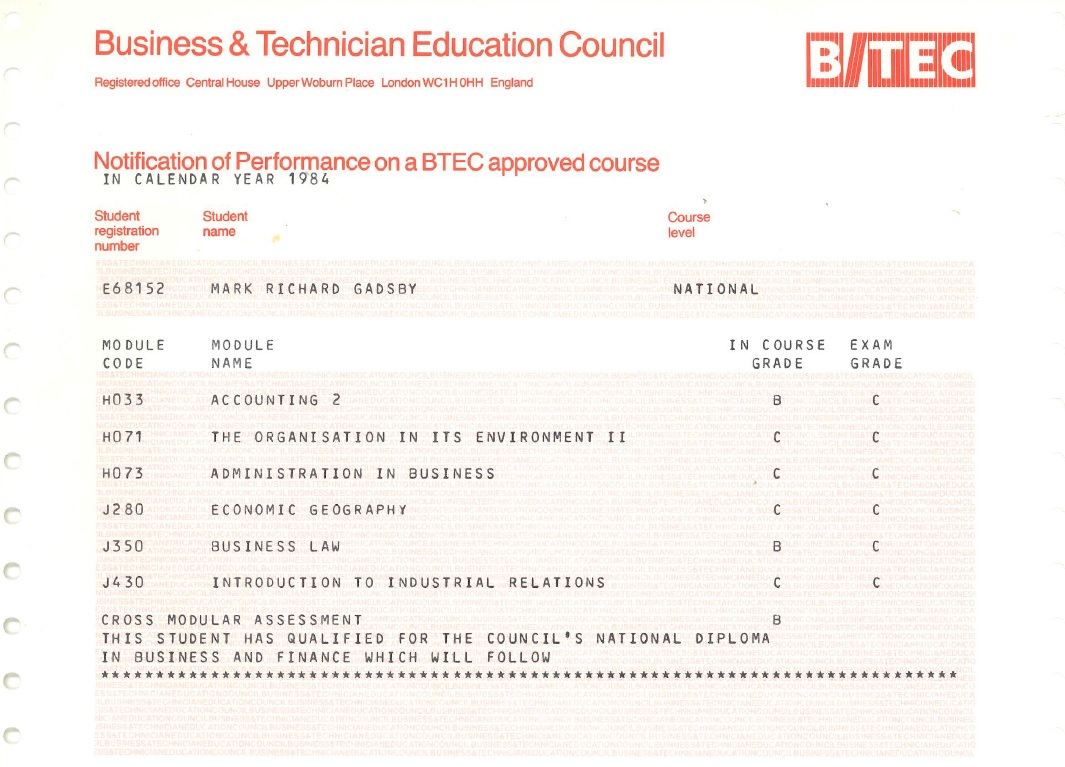 Business & Technician Education Council
B/TEC
Registered office Central House Upper Woburn Place London WC1H 0HH England
Notification of Performance on a BTEC approved course
IN CALENDAR YEAR 1984
Student registration number Student name Course level
E68152 MARK RICHARD GADSBY NATIONAL
MODULE MODULE IN COURSE EXAM
CODE NAME GRADE GRADE
H033 ACCOUNTING 2 B C
H071 THE ORGANISATION IN ITS ENVIRONMENT II C C
H073 ADMINISTRATION IN BUSINESS C C
J280 ECONOMIC GEOGRAPHY C C
J350 BUSINESS LAW B C
J430 INTRODUCTION TO INDUSTRIAL RELATIONS C C
CROSS MODULAR ASSESSMENT B
THIS STUDENT HAS QUALIFIED FOR THE COUNCIL'S NATIONAL DIPLOMA
IN BUSINESS AND FINANCE WHICH WILL FOLLOW
******************************************************************************